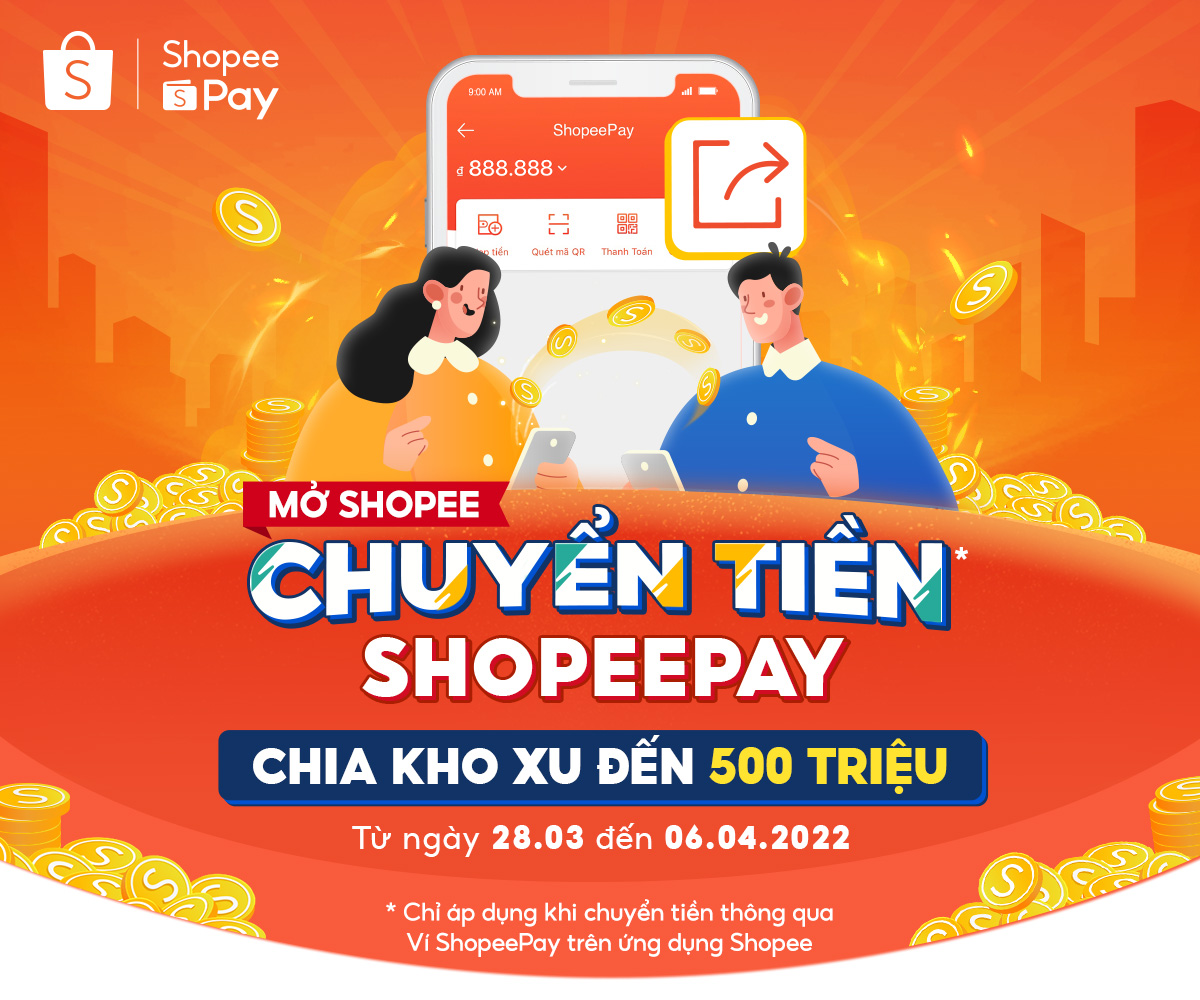 Shopee
Pay
9:00 AM
ShopeePay
₫ 888.888
tiền
Quét mã QR
Thanh Toán
MỞ SHOPEE
CHUYỂN TIỀN*
SHOPEEPAY
CHIA KHO XU ĐẾN 500 TRIỆU
Từ ngày 28.03 đến 06.04.2022
* Chỉ áp dụng khi chuyển tiền thông qua
Ví ShopeePay trên ứng dụng Shopee